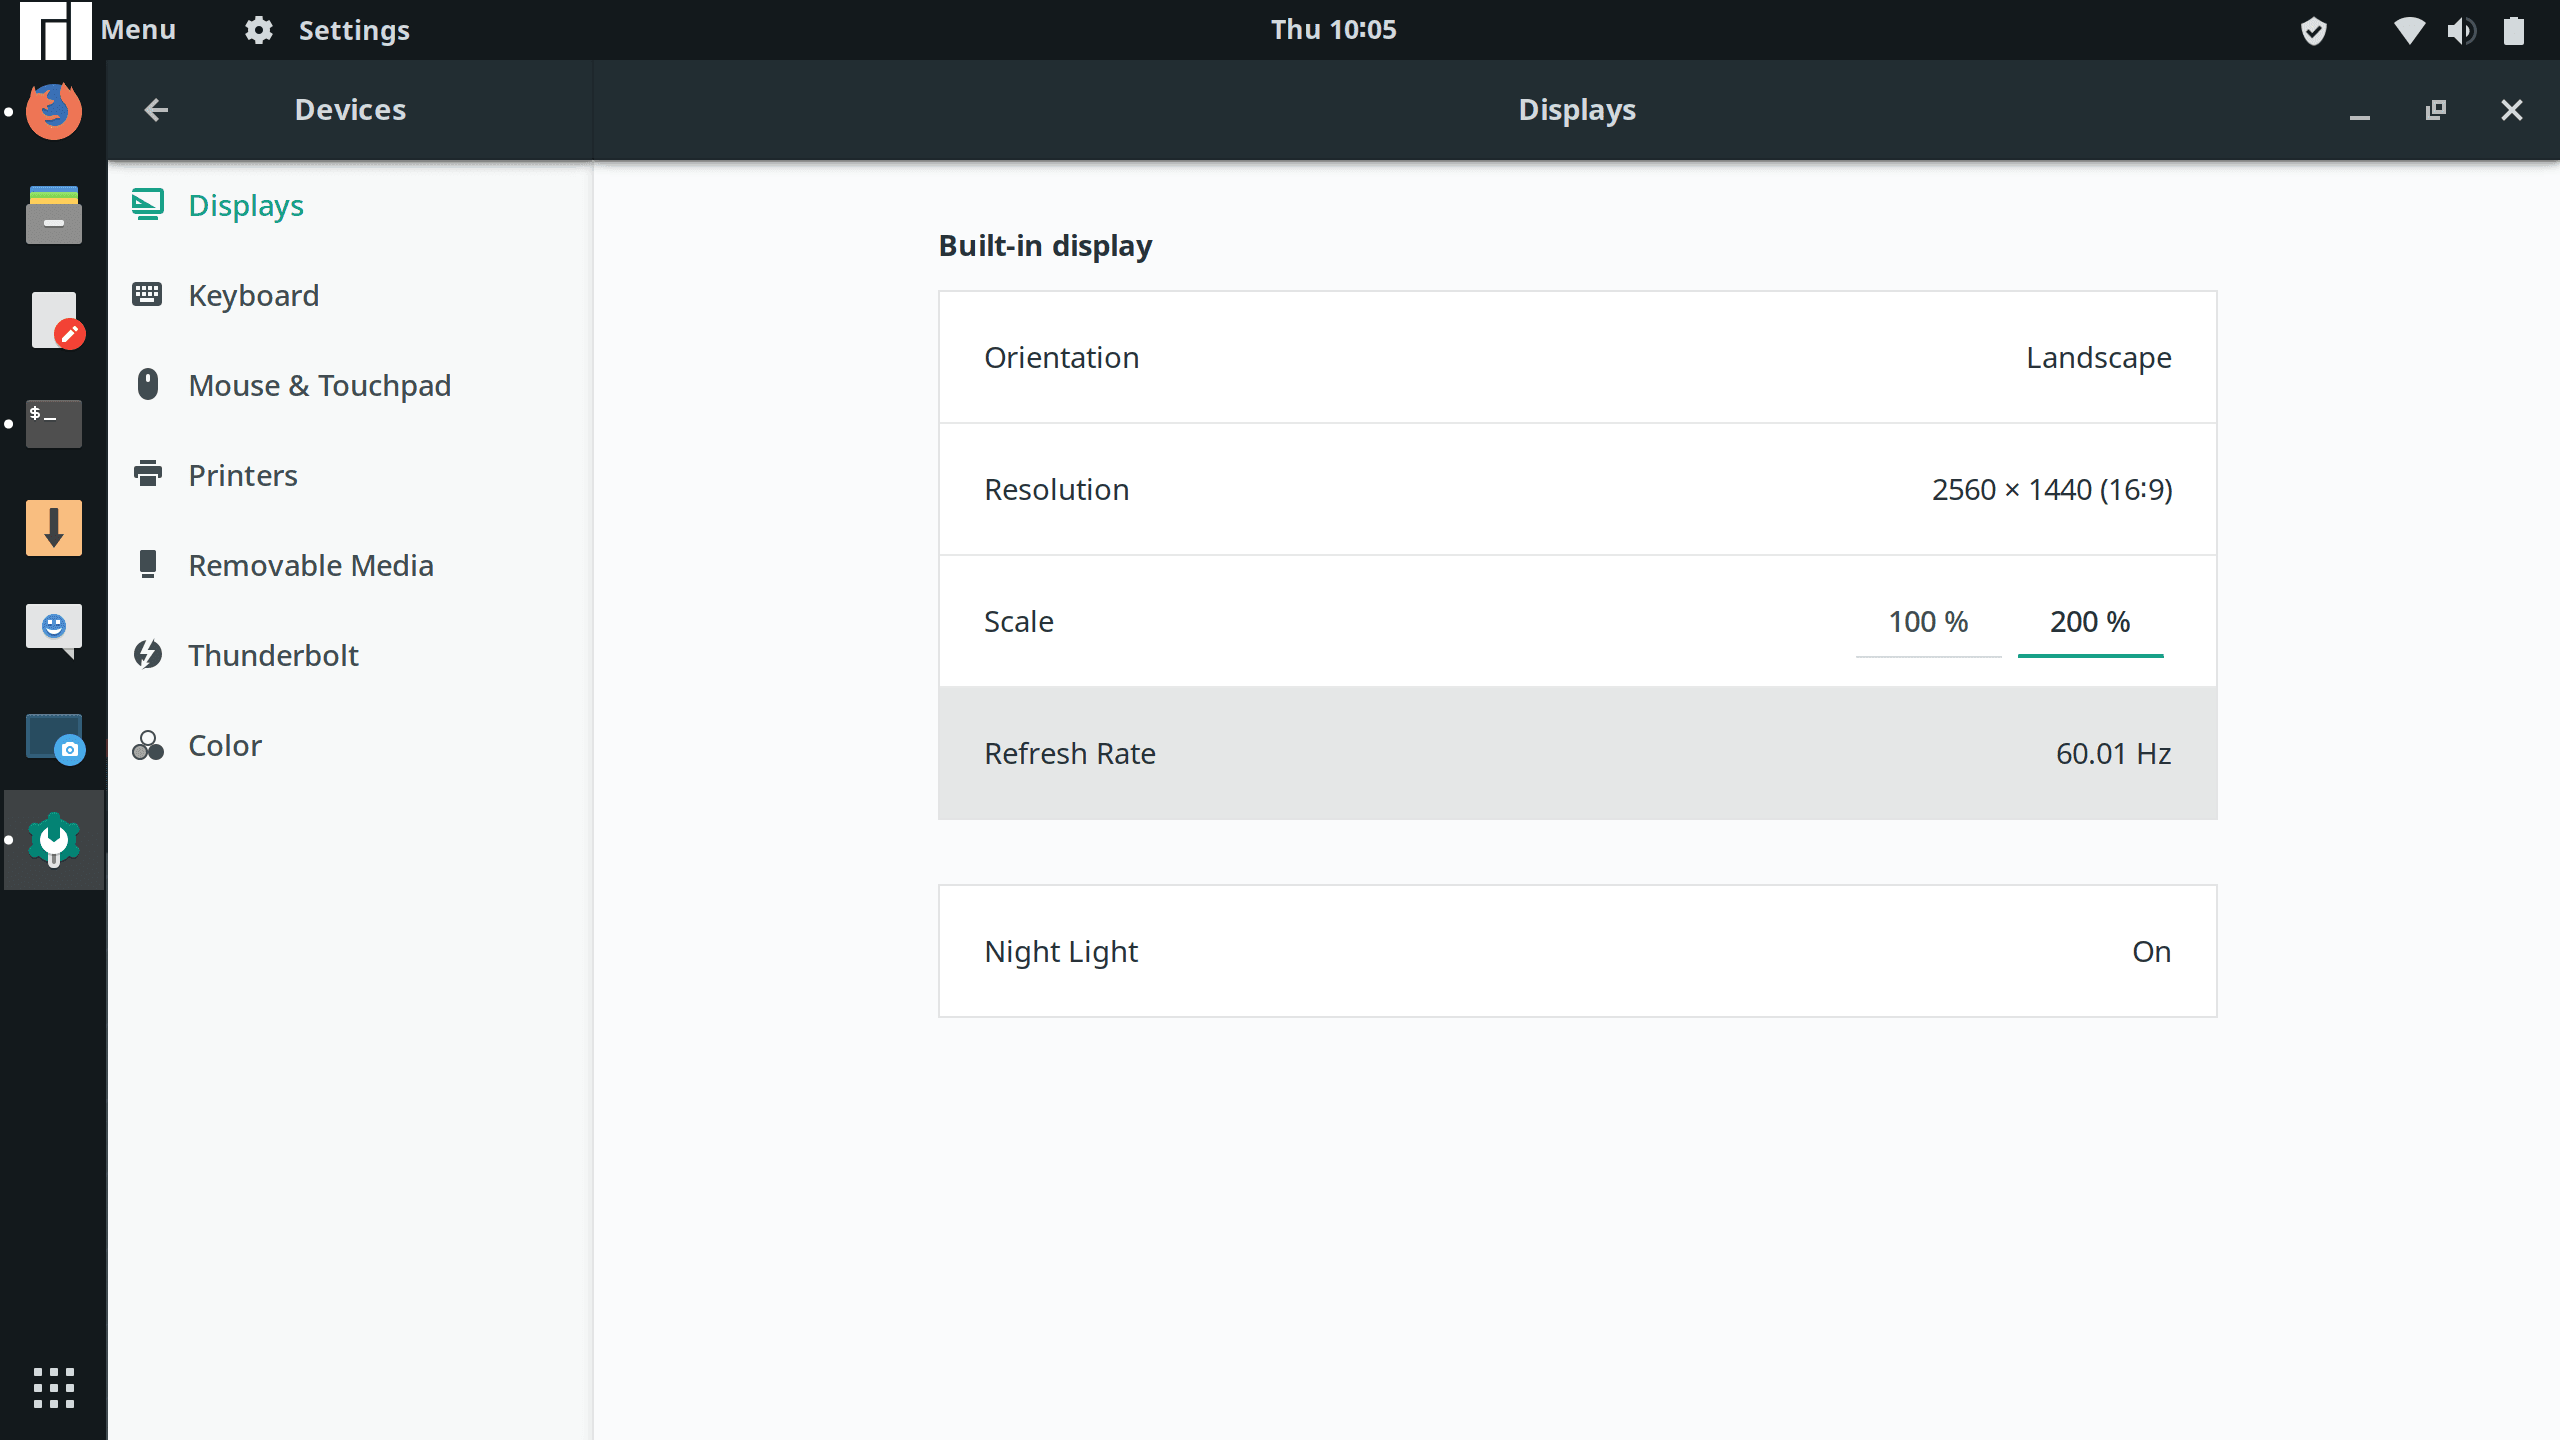 Menu
Settings
Thu 10:05
Devices
Displays
Displays
Keyboard
Mouse & Touchpad
Printers
Removable Media
Thunderbolt
Color
Built-in display
Orientation Landscape
Resolution 2560 × 1440 (16:9)
Scale 100 % 200 %
Refresh Rate 60.01 Hz
Night Light On
$_